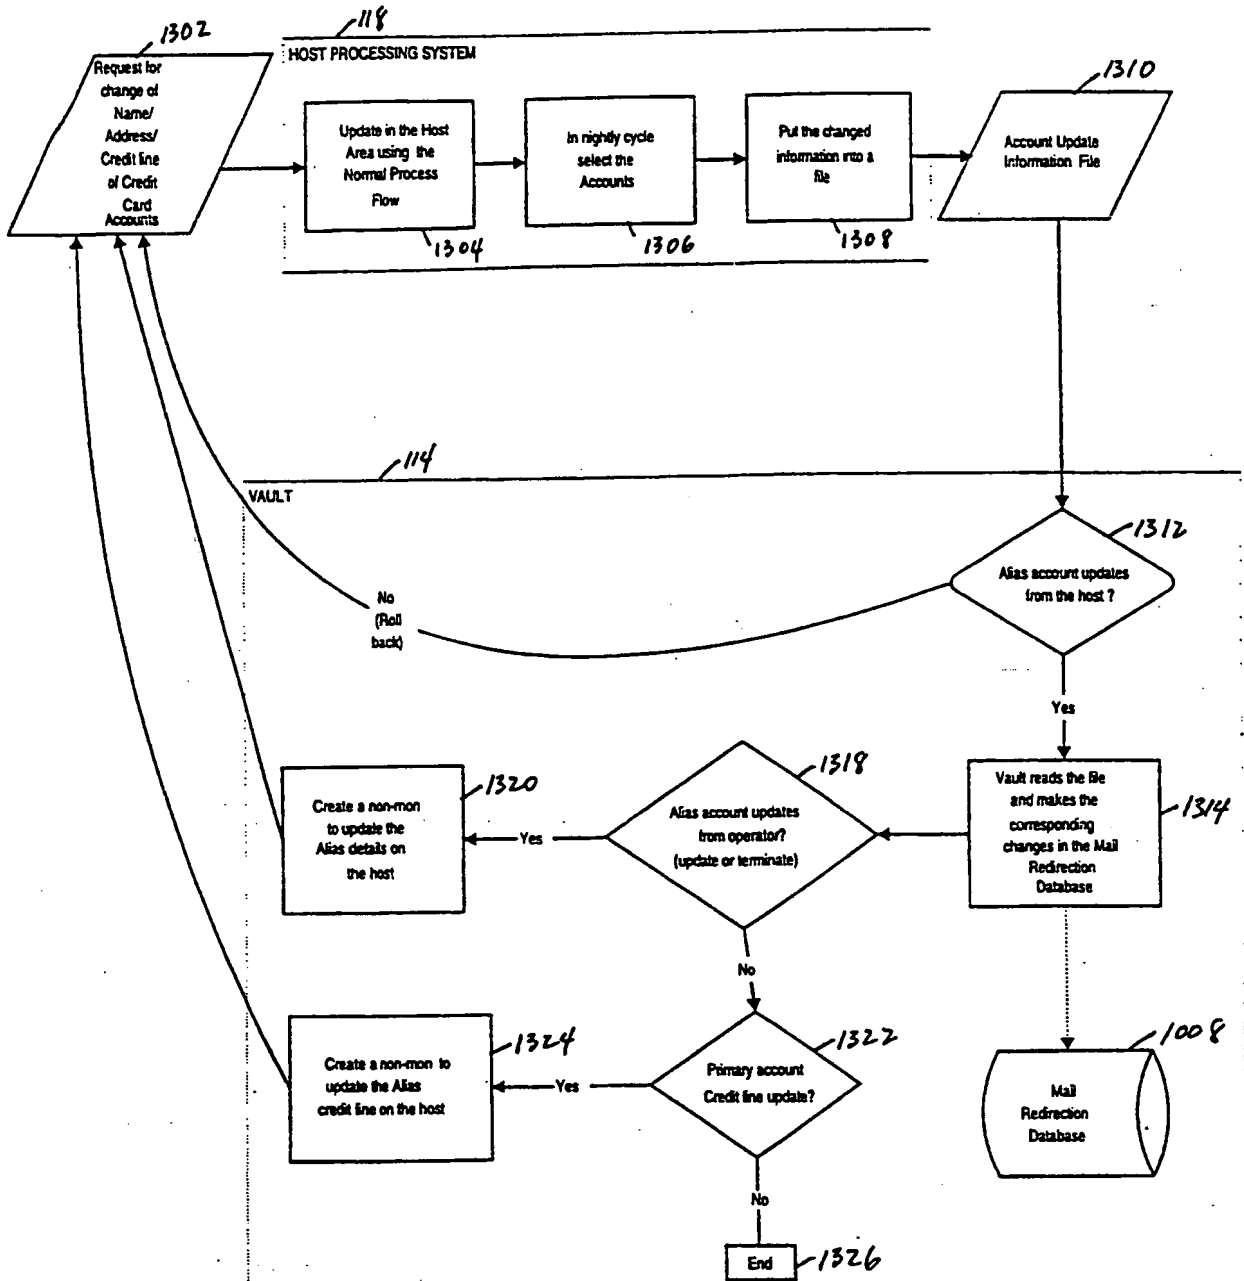 1302
Request for
change of
Name/
Address/
Credit line
of Credit
Card
Accounts
118
HOST PROCESSING SYSTEM
Update in the Host
Area using the
Normal Process
Flow
1304
In nightly cycle
select the
Accounts
1306
Put the changed
information into a
file
1308
1310
Account Update
Information File
114
VAULT
1312
Alias account updates
from the host ?
No
(Roll
back)
Yes
1314
Vault reads the file
and makes the
corresponding
changes in the Mail
Redirection
Database
1318
Alias account updates
from operator?
(update or terminate)
Yes
1320
Create a non-mon
to update the
Alias details on
the host
No
1322
Primary account
Credit line update?
Yes
1324
Create a non-mon to
update the Alias
credit line on the host
1008
Mail
Redirection
Database
No
End
1326